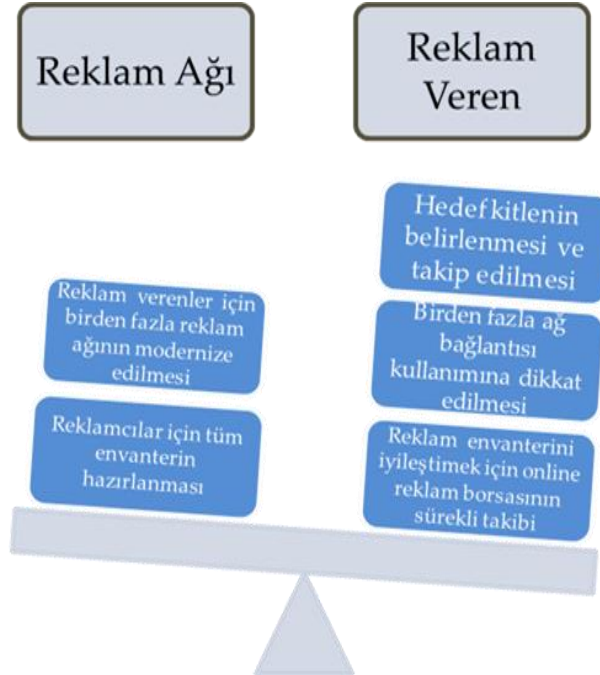 Reklam Ağı
Reklam
Veren
Reklam verenler için
birden fazla reklam
ağının modernize
edilmesi
Reklamcılar için tüm
envanterin
hazırlanması
Hedef kitlenin
belirlenmesi ve
takip edilmesi
Birden fazla ağ
bağlantısı
kullanımına dikkat
edilmesi
Reklam envanterini
iyileştimek için online
reklam borsasının
sürekli takibi